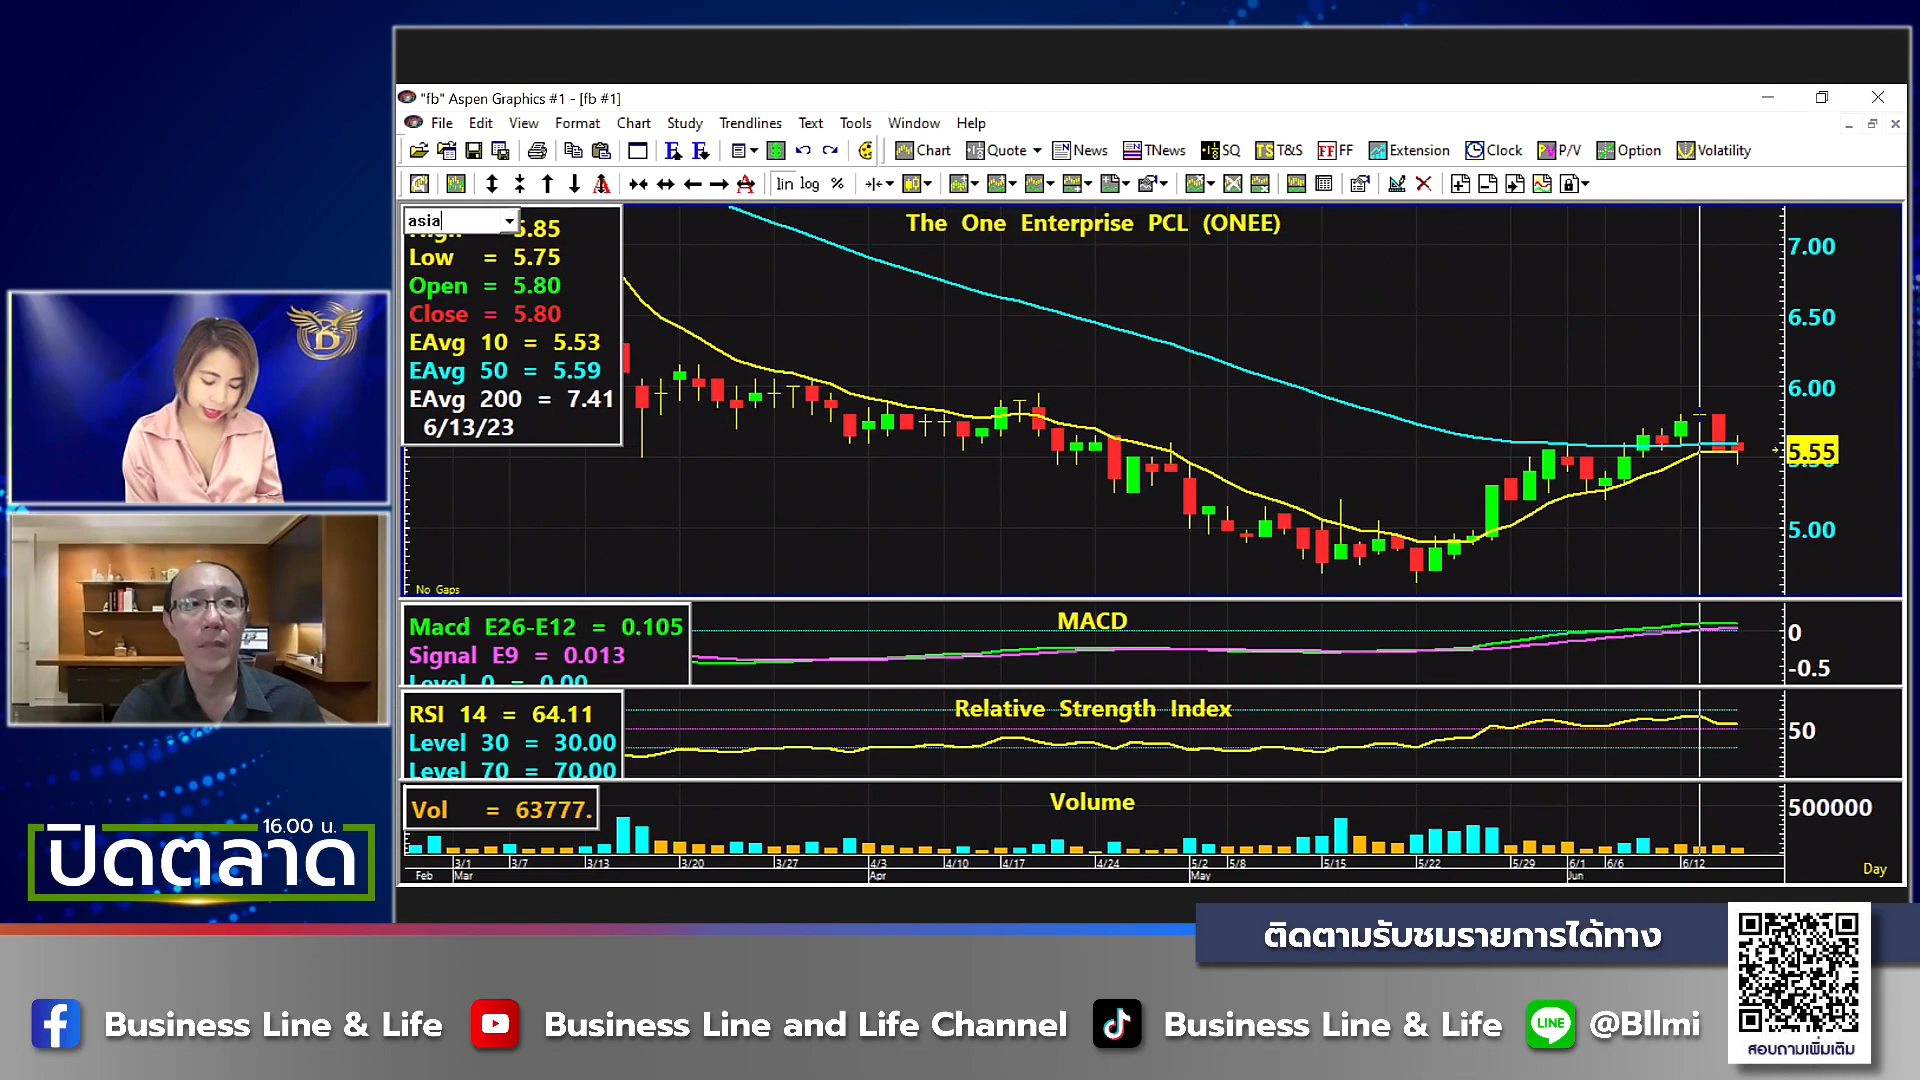 "fb" Aspen Graphics #1 - [fb #1]
File Edit View Format Chart Study Trendlines Text Tools Window Help
Chart Quote News TNews SQ T&S FF Extension Clock P/V Option Volatility
lin log %
asia
The One Enterprise PCL (ONEE)
5.85
Low = 5.75
Open = 5.80
Close = 5.80
EAvg 10 = 5.53
EAvg 50 = 5.59
EAvg 200 = 7.41
6/13/23
7.00
6.50
6.00
5.55
5.00
No Gaps
MACD
Macd E26-E12 = 0.105
Signal E9 = 0.013
Level 0 = 0.00
0
-0.5
Relative Strength Index
RSI 14 = 64.11
Level 30 = 30.00
Level 70 = 70.00
50
Volume
Vol = 63777.
500000
3/1 3/7 3/13 3/20 3/27 4/3 4/10 4/17 4/24 5/2 5/8 5/15 5/22 5/29 6/1 6/6 6/12
Feb Mar Apr May Jun
Day
16.00 น.
ปิดตลาด
ติดตามรับชมรายการได้ทาง
Business Line & Life
Business Line and Life Channel
Business Line & Life
LINE
@Bllmi
สอบถามเพิ่มเติม